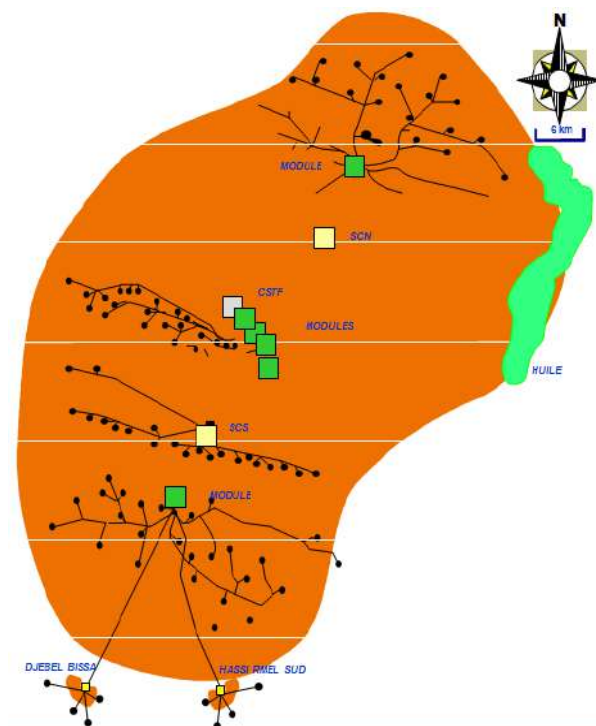 N
6 km
MODULE
SCN
CSTF
MODULES
HUILE
SCS
MODULE
DJEBEL BISSA
HASSI RMEL SUD